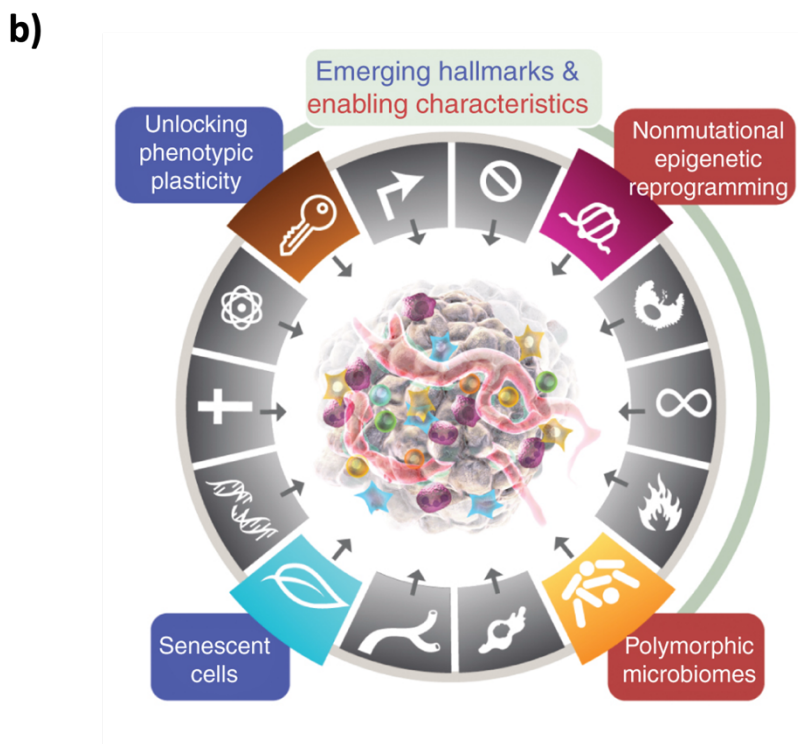 b)
Emerging hallmarks &
enabling characteristics
Unlocking
phenotypic
plasticity
Nonmutational
epigenetic
reprogramming
Senescent
cells
Polymorphic
microbiomes